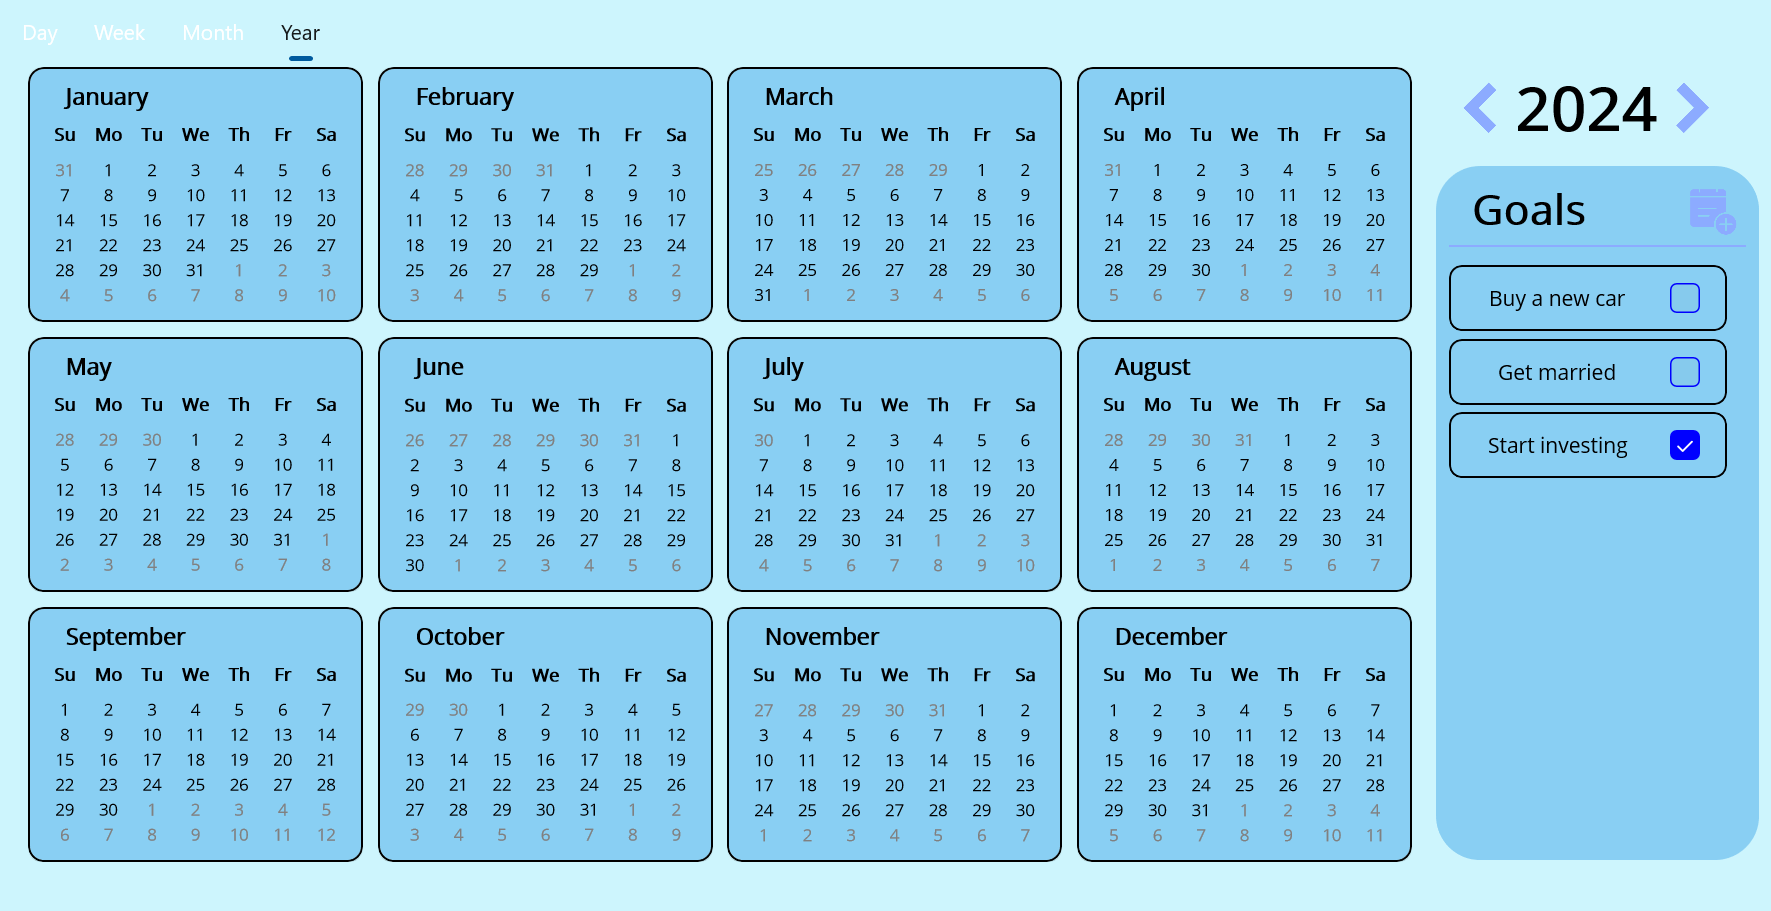 Day Week Month Year
January
Su Mo Tu We Th Fr Sa
31 1 2 3 4 5 6
7 8 9 10 11 12 13
14 15 16 17 18 19 20
21 22 23 24 25 26 27
28 29 30 31 1 2 3
4 5 6 7 8 9 10
February
Su Mo Tu We Th Fr Sa
28 29 30 31 1 2 3
4 5 6 7 8 9 10
11 12 13 14 15 16 17
18 19 20 21 22 23 24
25 26 27 28 29 1 2
3 4 5 6 7 8 9
March
Su Mo Tu We Th Fr Sa
25 26 27 28 29 1 2
3 4 5 6 7 8 9
10 11 12 13 14 15 16
17 18 19 20 21 22 23
24 25 26 27 28 29 30
31 1 2 3 4 5 6
April
Su Mo Tu We Th Fr Sa
31 1 2 3 4 5 6
7 8 9 10 11 12 13
14 15 16 17 18 19 20
21 22 23 24 25 26 27
28 29 30 1 2 3 4
5 6 7 8 9 10 11
May
Su Mo Tu We Th Fr Sa
28 29 30 1 2 3 4
5 6 7 8 9 10 11
12 13 14 15 16 17 18
19 20 21 22 23 24 25
26 27 28 29 30 31 1
2 3 4 5 6 7 8
June
Su Mo Tu We Th Fr Sa
26 27 28 29 30 31 1
2 3 4 5 6 7 8
9 10 11 12 13 14 15
16 17 18 19 20 21 22
23 24 25 26 27 28 29
30 1 2 3 4 5 6
July
Su Mo Tu We Th Fr Sa
30 1 2 3 4 5 6
7 8 9 10 11 12 13
14 15 16 17 18 19 20
21 22 23 24 25 26 27
28 29 30 31 1 2 3
4 5 6 7 8 9 10
August
Su Mo Tu We Th Fr Sa
28 29 30 31 1 2 3
4 5 6 7 8 9 10
11 12 13 14 15 16 17
18 19 20 21 22 23 24
25 26 27 28 29 30 31
1 2 3 4 5 6 7
September
Su Mo Tu We Th Fr Sa
1 2 3 4 5 6 7
8 9 10 11 12 13 14
15 16 17 18 19 20 21
22 23 24 25 26 27 28
29 30 1 2 3 4 5
6 7 8 9 10 11 12
October
Su Mo Tu We Th Fr Sa
29 30 1 2 3 4 5
6 7 8 9 10 11 12
13 14 15 16 17 18 19
20 21 22 23 24 25 26
27 28 29 30 31 1 2
3 4 5 6 7 8 9
November
Su Mo Tu We Th Fr Sa
27 28 29 30 31 1 2
3 4 5 6 7 8 9
10 11 12 13 14 15 16
17 18 19 20 21 22 23
24 25 26 27 28 29 30
1 2 3 4 5 6 7
December
Su Mo Tu We Th Fr Sa
1 2 3 4 5 6 7
8 9 10 11 12 13 14
15 16 17 18 19 20 21
22 23 24 25 26 27 28
29 30 31 1 2 3 4
5 6 7 8 9 10 11
2024
Goals
Buy a new car
Get married
Start investing